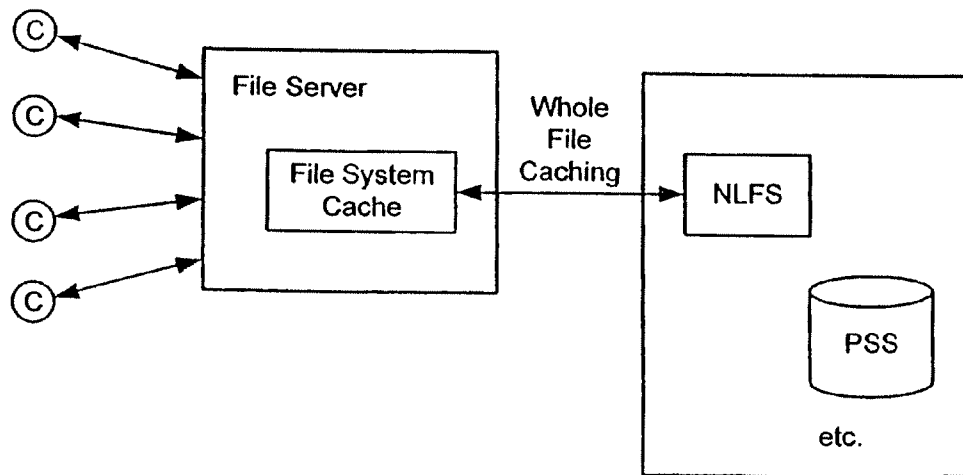 C
C
C
C
File Server
File System
Cache
Whole
File
Caching
NLFS
PSS
etc.